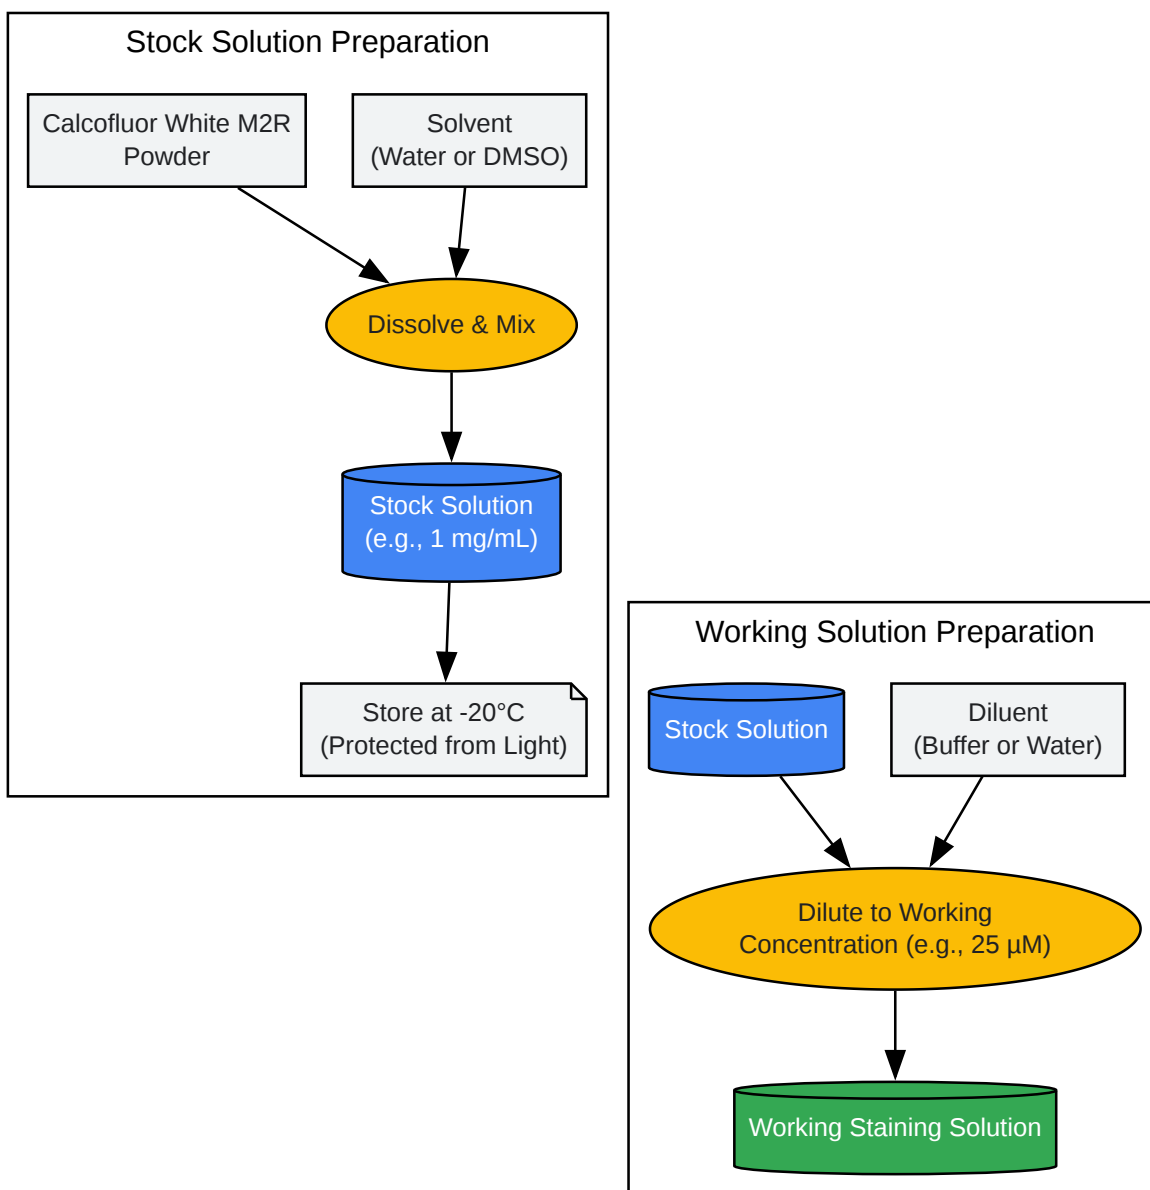 Stock Solution Preparation
Calcofluor White M2R
Powder
Solvent
(Water or DMSO)
Dissolve & Mix
Stock Solution
(e.g., 1 mg/mL)
Store at -20°C
(Protected from Light)
Working Solution Preparation
Stock Solution
Diluent
(Buffer or Water)
Dilute to Working
Concentration (e.g., 25 µM)
Working Staining Solution